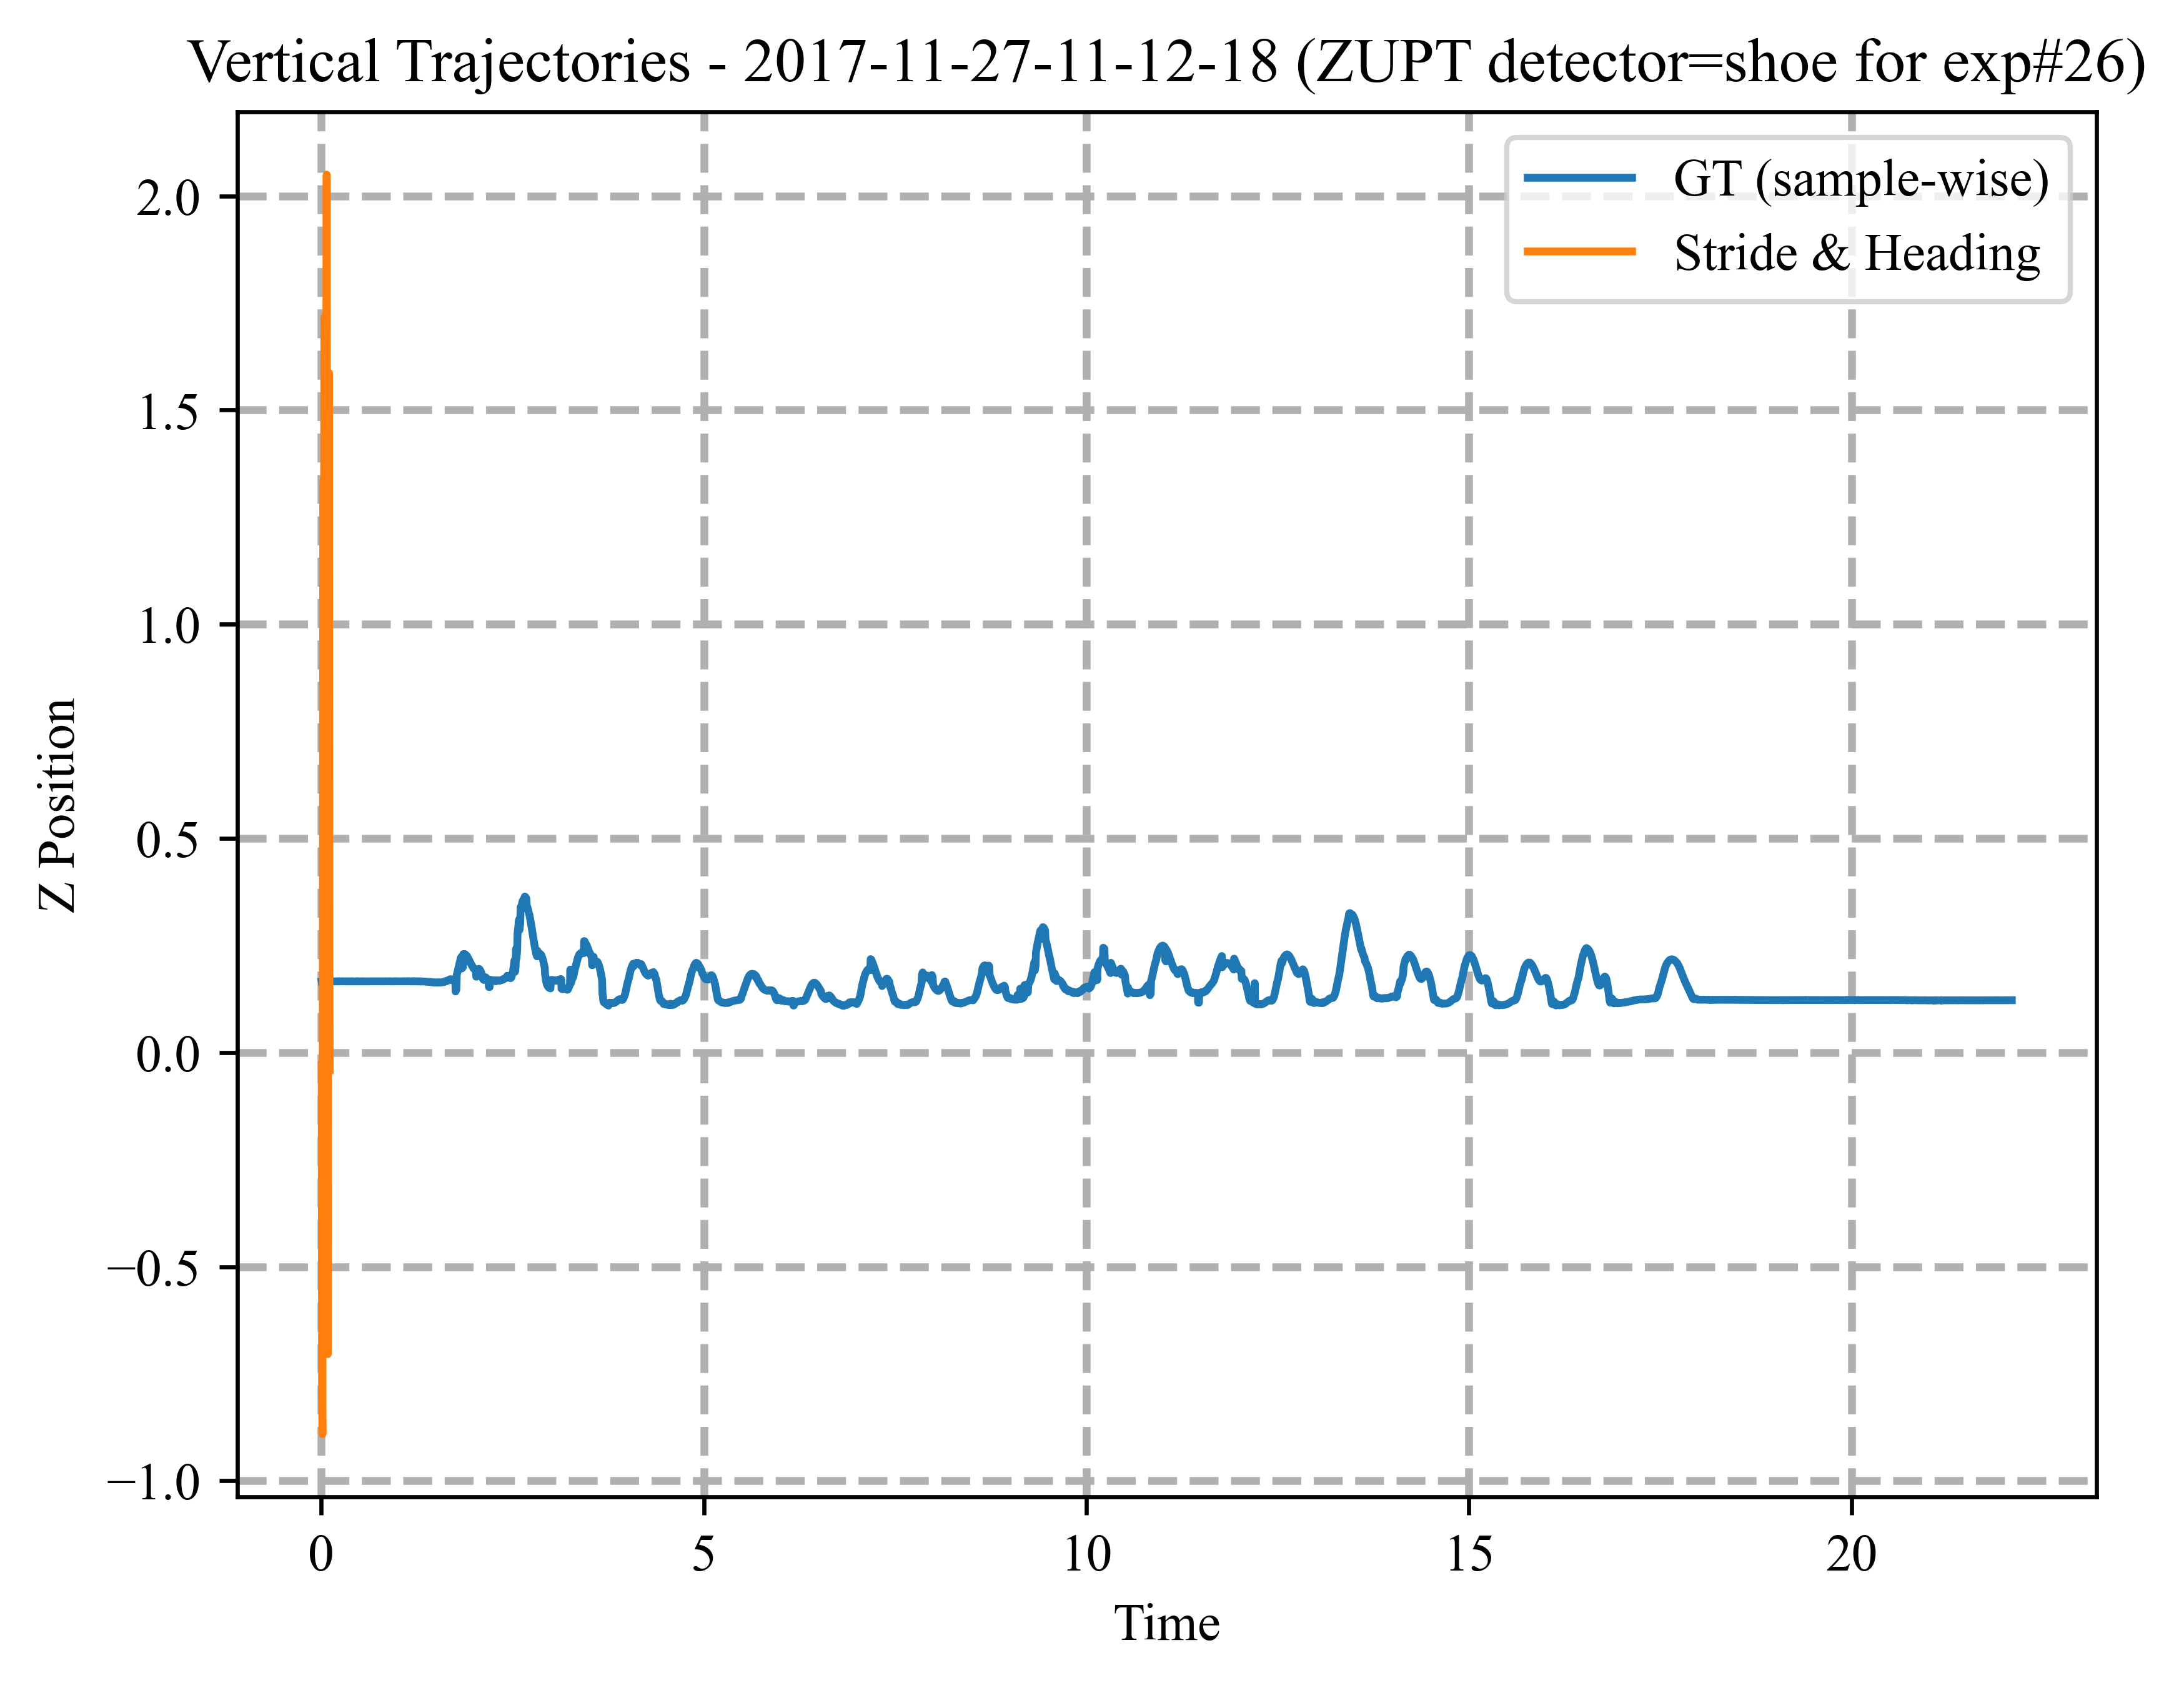 Vertical Trajectories - 2017-11-27-11-12-18 (ZUPT detector=shoe for exp#26)
GT (sample-wise)
Stride & Heading
2.0
1.5
1.0
0.5
0.0
−0.5
−1.0
Z Position
0
5
10
15
20
Time